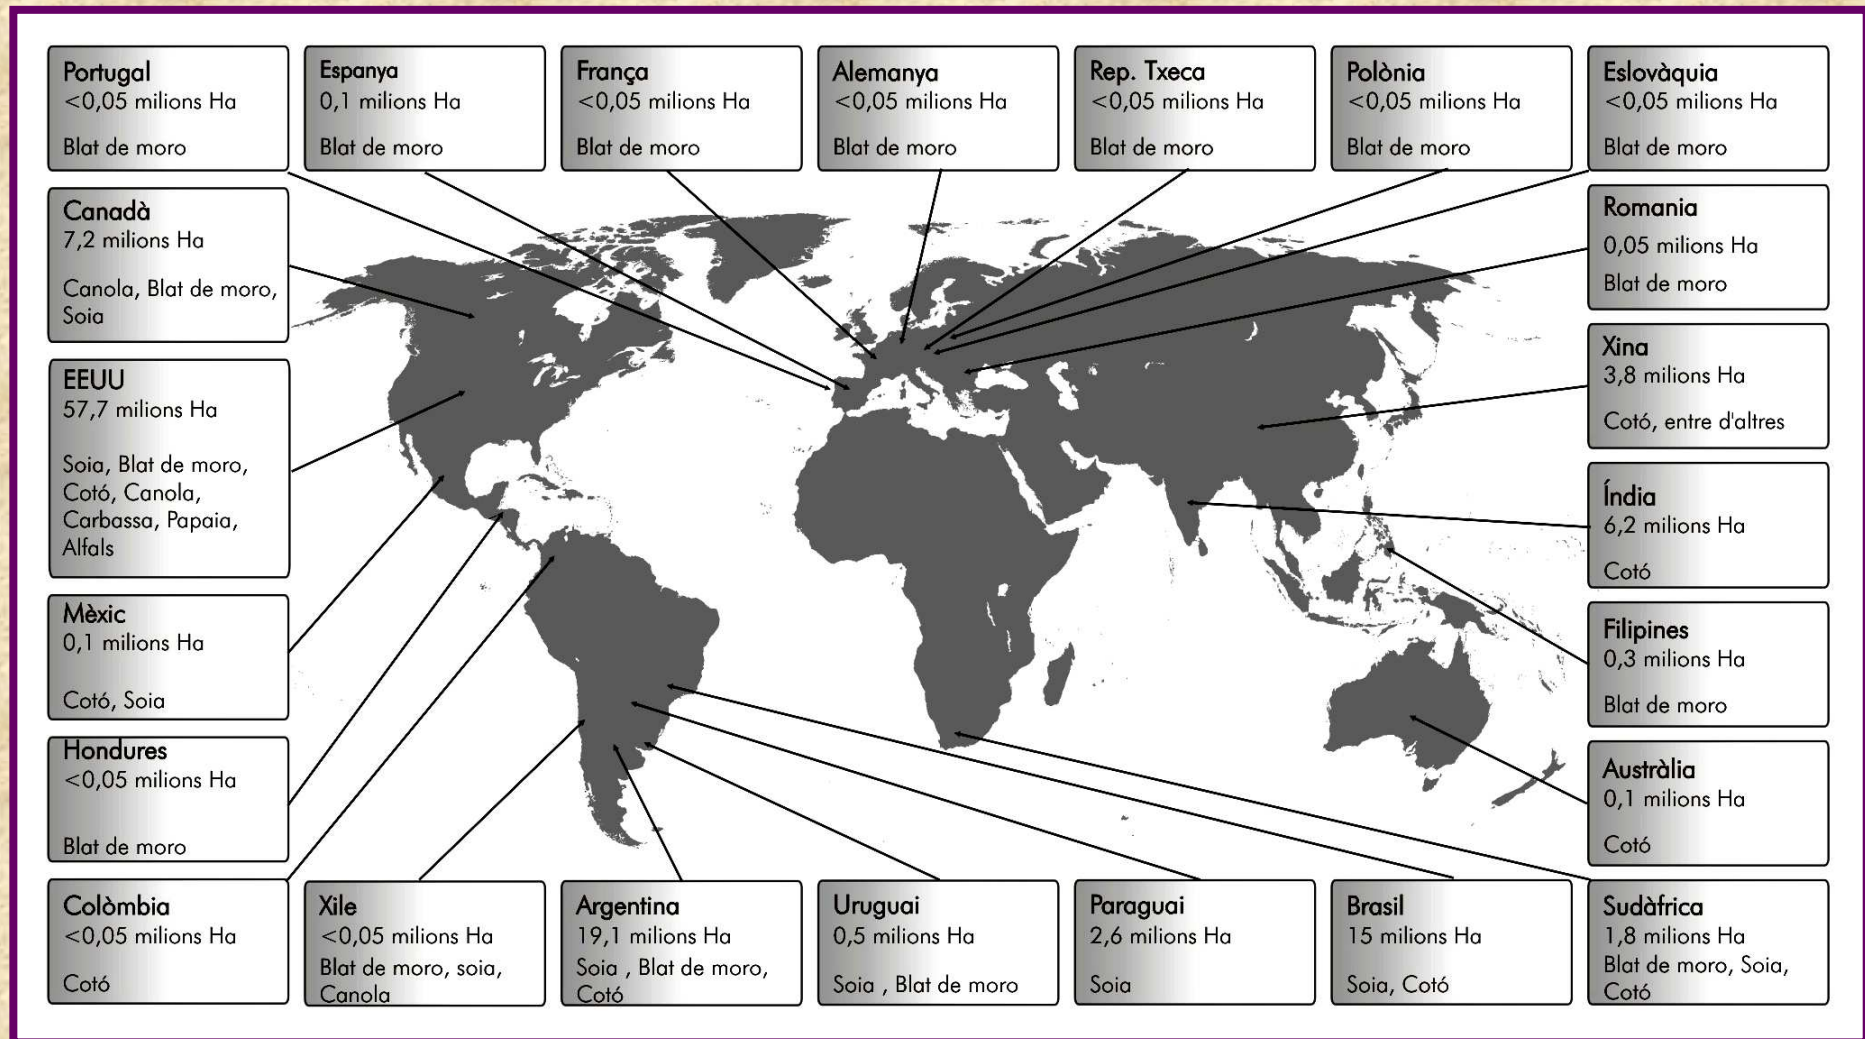 Portugal
<0,05 milions Ha
Blat de moro
Espanya
0,1 milions Ha
Blat de moro
França
<0,05 milions Ha
Blat de moro
Alemanya
<0,05 milions Ha
Blat de moro
Rep. Txeca
<0,05 milions Ha
Blat de moro
Polònia
<0,05 milions Ha
Blat de moro
Eslovàquia
<0,05 milions Ha
Blat de moro
Canadà
7,2 milions Ha
Canola, Blat de moro,
Soia
Romania
0,05 milions Ha
Blat de moro
EEUU
57,7 milions Ha
Soia, Blat de moro,
Cotó, Canola,
Carbassa, Papaia,
Alfals
Xina
3,8 milions Ha
Cotó, entre d'altres
Índia
6,2 milions Ha
Cotó
Mèxic
0,1 milions Ha
Cotó, Soia
Filipines
0,3 milions Ha
Blat de moro
Hondures
<0,05 milions Ha
Blat de moro
Austràlia
0,1 milions Ha
Cotó
Colòmbia
<0,05 milions Ha
Cotó
Xile
<0,05 milions Ha
Blat de moro, soia,
Canola
Argentina
19,1 milions Ha
Soia , Blat de moro,
Cotó
Uruguai
0,5 milions Ha
Soia , Blat de moro
Paraguai
2,6 milions Ha
Soia
Brasil
15 milions Ha
Soia, Cotó
Sudàfrica
1,8 milions Ha
Blat de moro, Soia,
Cotó